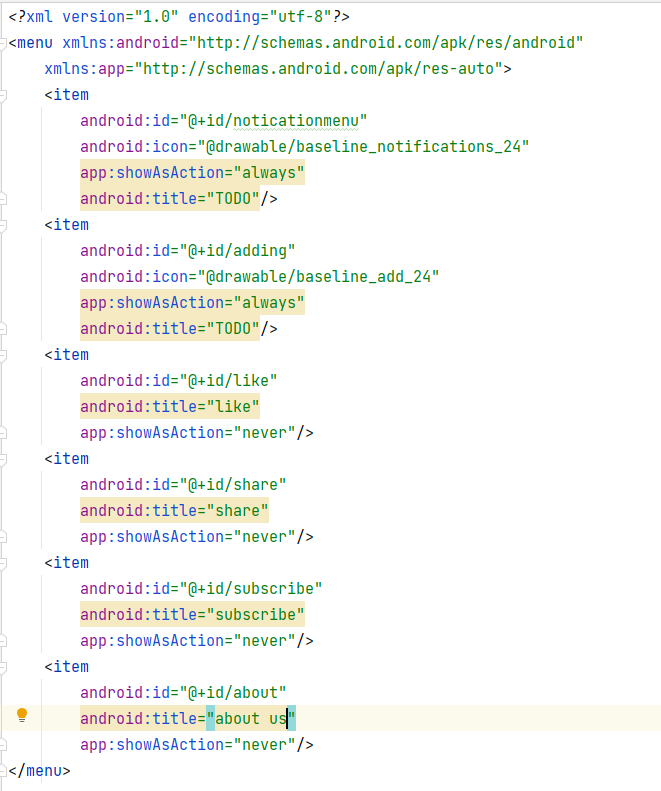 <?xml version="1.0" encoding="utf-8"?>
<menu xmlns:android="http://schemas.android.com/apk/res/android"
    xmlns:app="http://schemas.android.com/apk/res-auto">
    <item
        android:id="@+id/noticationmenu"
        android:icon="@drawable/baseline_notifications_24"
        app:showAsAction="always"
        android:title="TODO"/>
    <item
        android:id="@+id/adding"
        android:icon="@drawable/baseline_add_24"
        app:showAsAction="always"
        android:title="TODO"/>
    <item
        android:id="@+id/like"
        android:title="like"
        app:showAsAction="never"/>
    <item
        android:id="@+id/share"
        android:title="share"
        app:showAsAction="never"/>
    <item
        android:id="@+id/subscribe"
        android:title="subscribe"
        app:showAsAction="never"/>
    <item
        android:id="@+id/about"
        android:title="about us"
        app:showAsAction="never"/>
</menu>